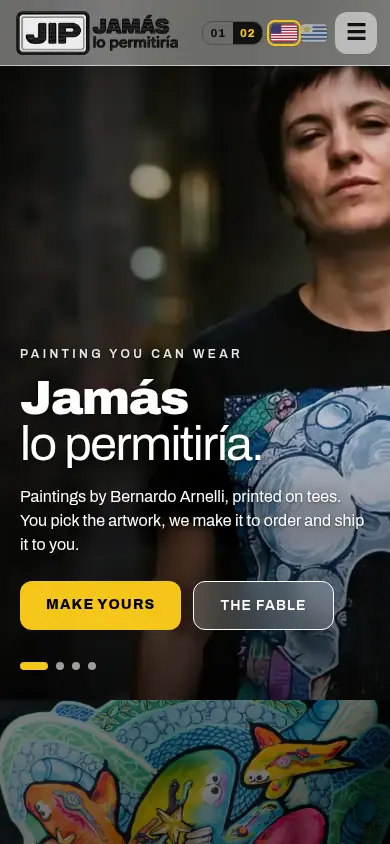 JIP JAMÁS
lo permitiría
01 02
PAINTING YOU CAN WEAR
Jamás
lo permitiría.
Paintings by Bernardo Arnelli, printed on tees.
You pick the artwork, we make it to order and ship
it to you.
MAKE YOURS
THE FABLE